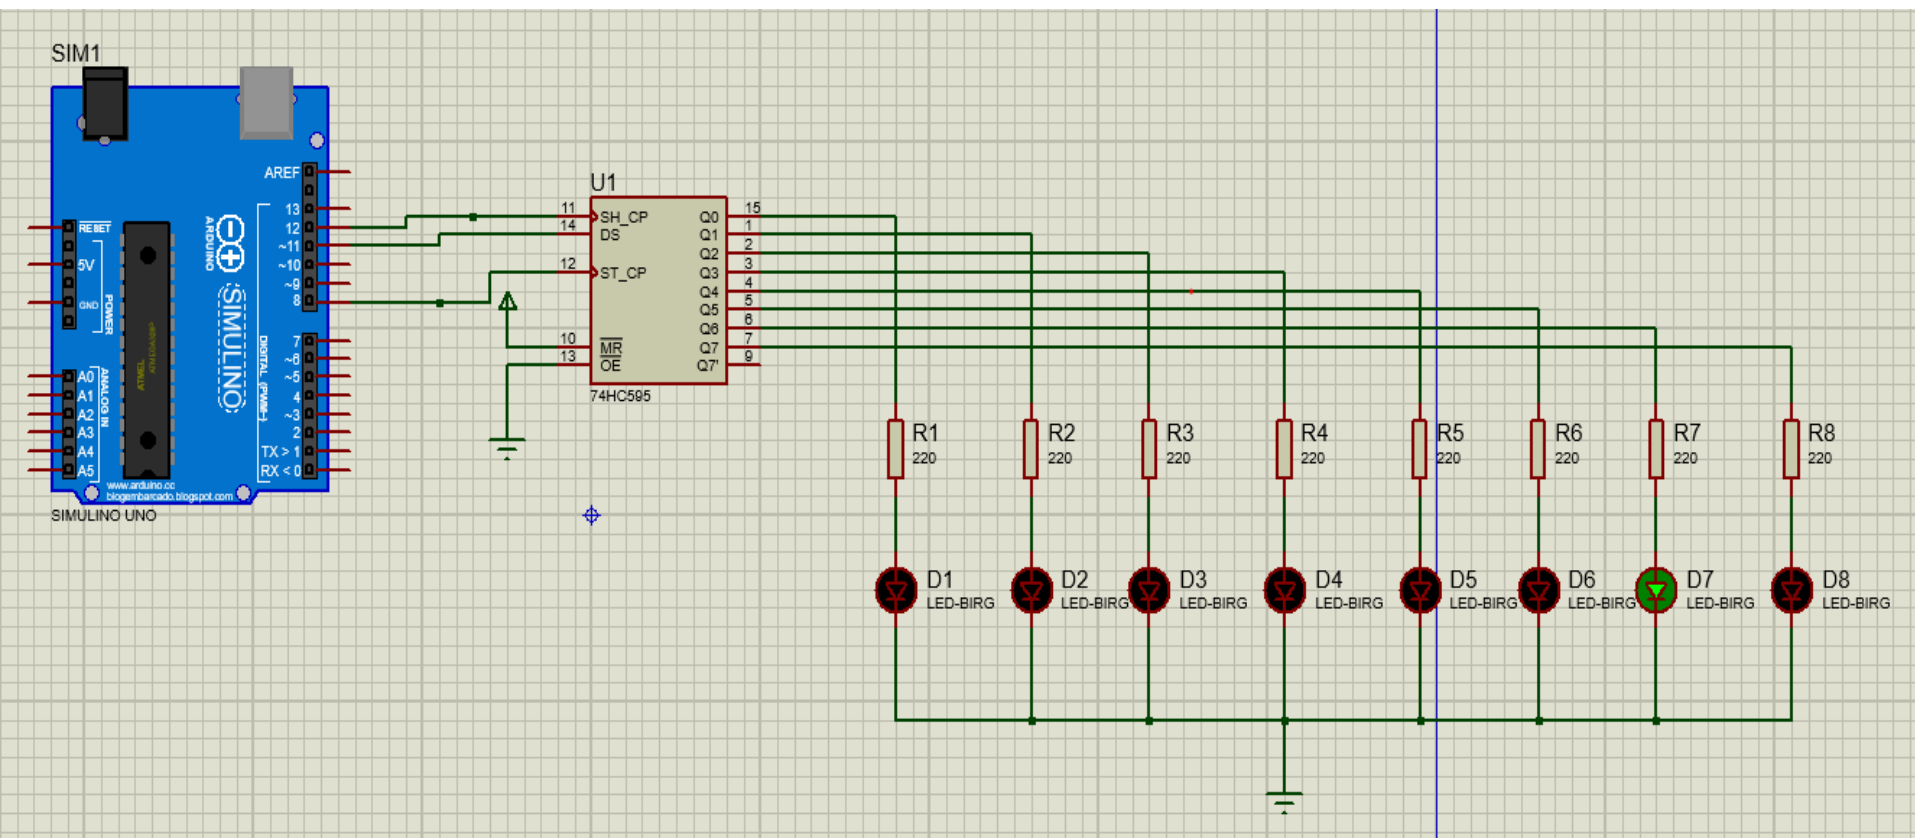 SIM1
AREF
13
12
~11
~10
~9
8
7
~6
~5
4
~3
2
TX > 1
RX < 0
RESET
5V
GND
POWER
A0
A1
A2
A3
A4
A5
ANALOG IN
ARDUINO
SIMULINO
DIGITAL (PWM~)
ATMEL
www.arduino.cc
blogembarcado.blogspot.com
SIMULINO UNO
U1
11 SH_CP
14 DS
12 ST_CP
10 MR
13 OE
Q0 15
Q1 1
Q2 2
Q3 3
Q4 4
Q5 5
Q6 6
Q7 7
Q7' 9
74HC595
R1
220
R2
220
R3
220
R4
220
R5
220
R6
220
R7
220
R8
220
D1
LED-BIRG
D2
LED-BIRG
D3
LED-BIRG
D4
LED-BIRG
D5
LED-BIRG
D6
LED-BIRG
D7
LED-BIRG
D8
LED-BIRG